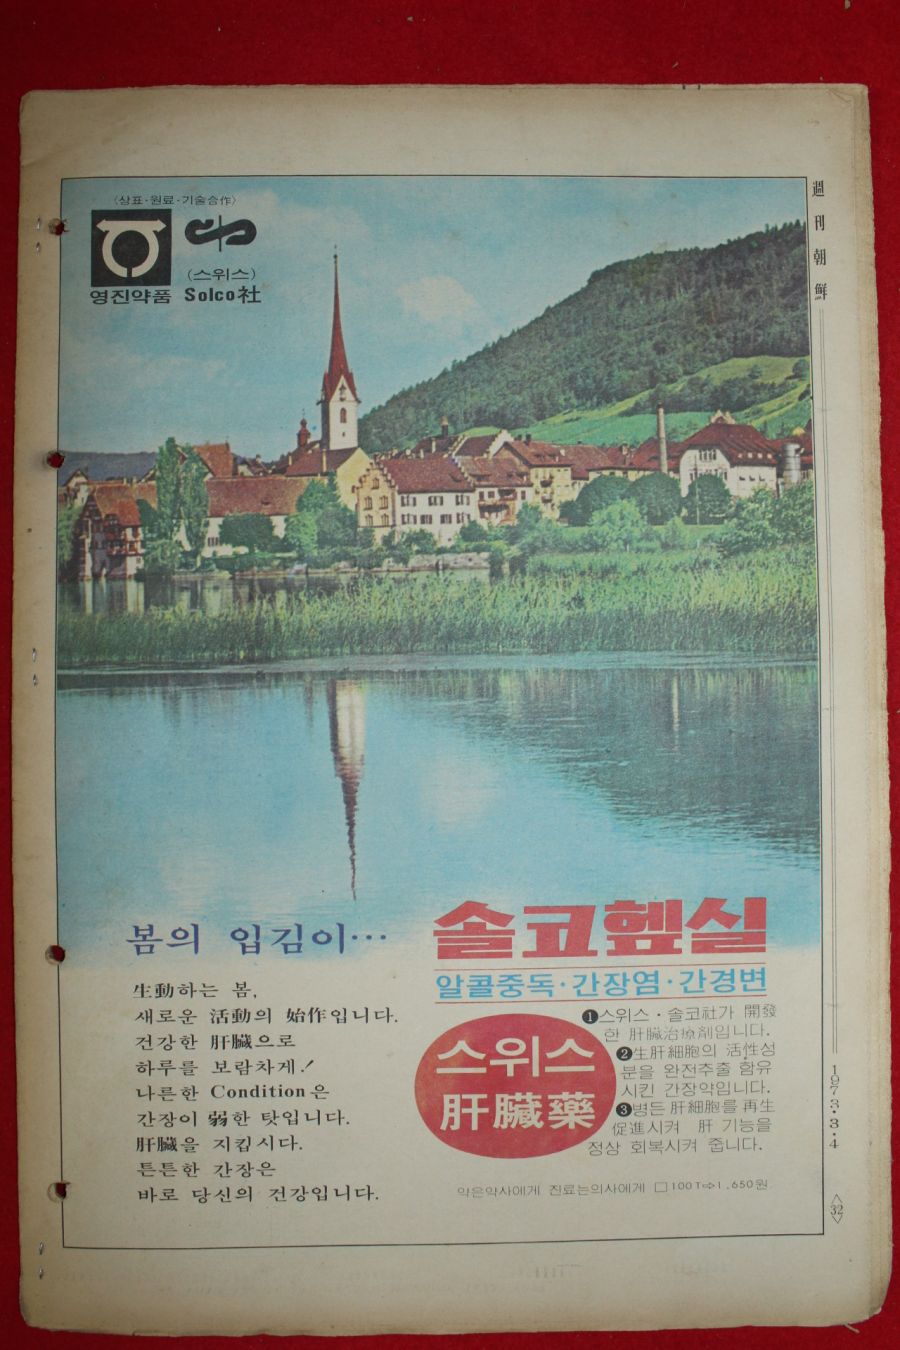 〈상표·원료·기술합作〉
영진약품
(스위스)
Solco社
週刊朝鮮
봄의 입김이…
生動하는 봄,
새로운 活動의 始作입니다.
건강한 肝臟으로
하루를 보람차게!
나른한 Condition은
간장이 弱한 탓입니다.
肝臟을 지킵시다.
튼튼한 간장은
바로 당신의 건강입니다.
솔코헾실
알콜중독·간장염·간경변
스위스
肝臟藥
❶스위스·솔코社가 開發
한 肝臟治療剤입니다.
❷生肝細胞의 活性성
분을 완전추출 함유
시킨 간장약입니다.
❸병든 肝細胞를 再生
促進시켜 肝 기능을
정상 회복시켜 줍니다.
약은약사에게 진료는의사에게 □100T⇨1,650원
1973·3·4
〈32〉